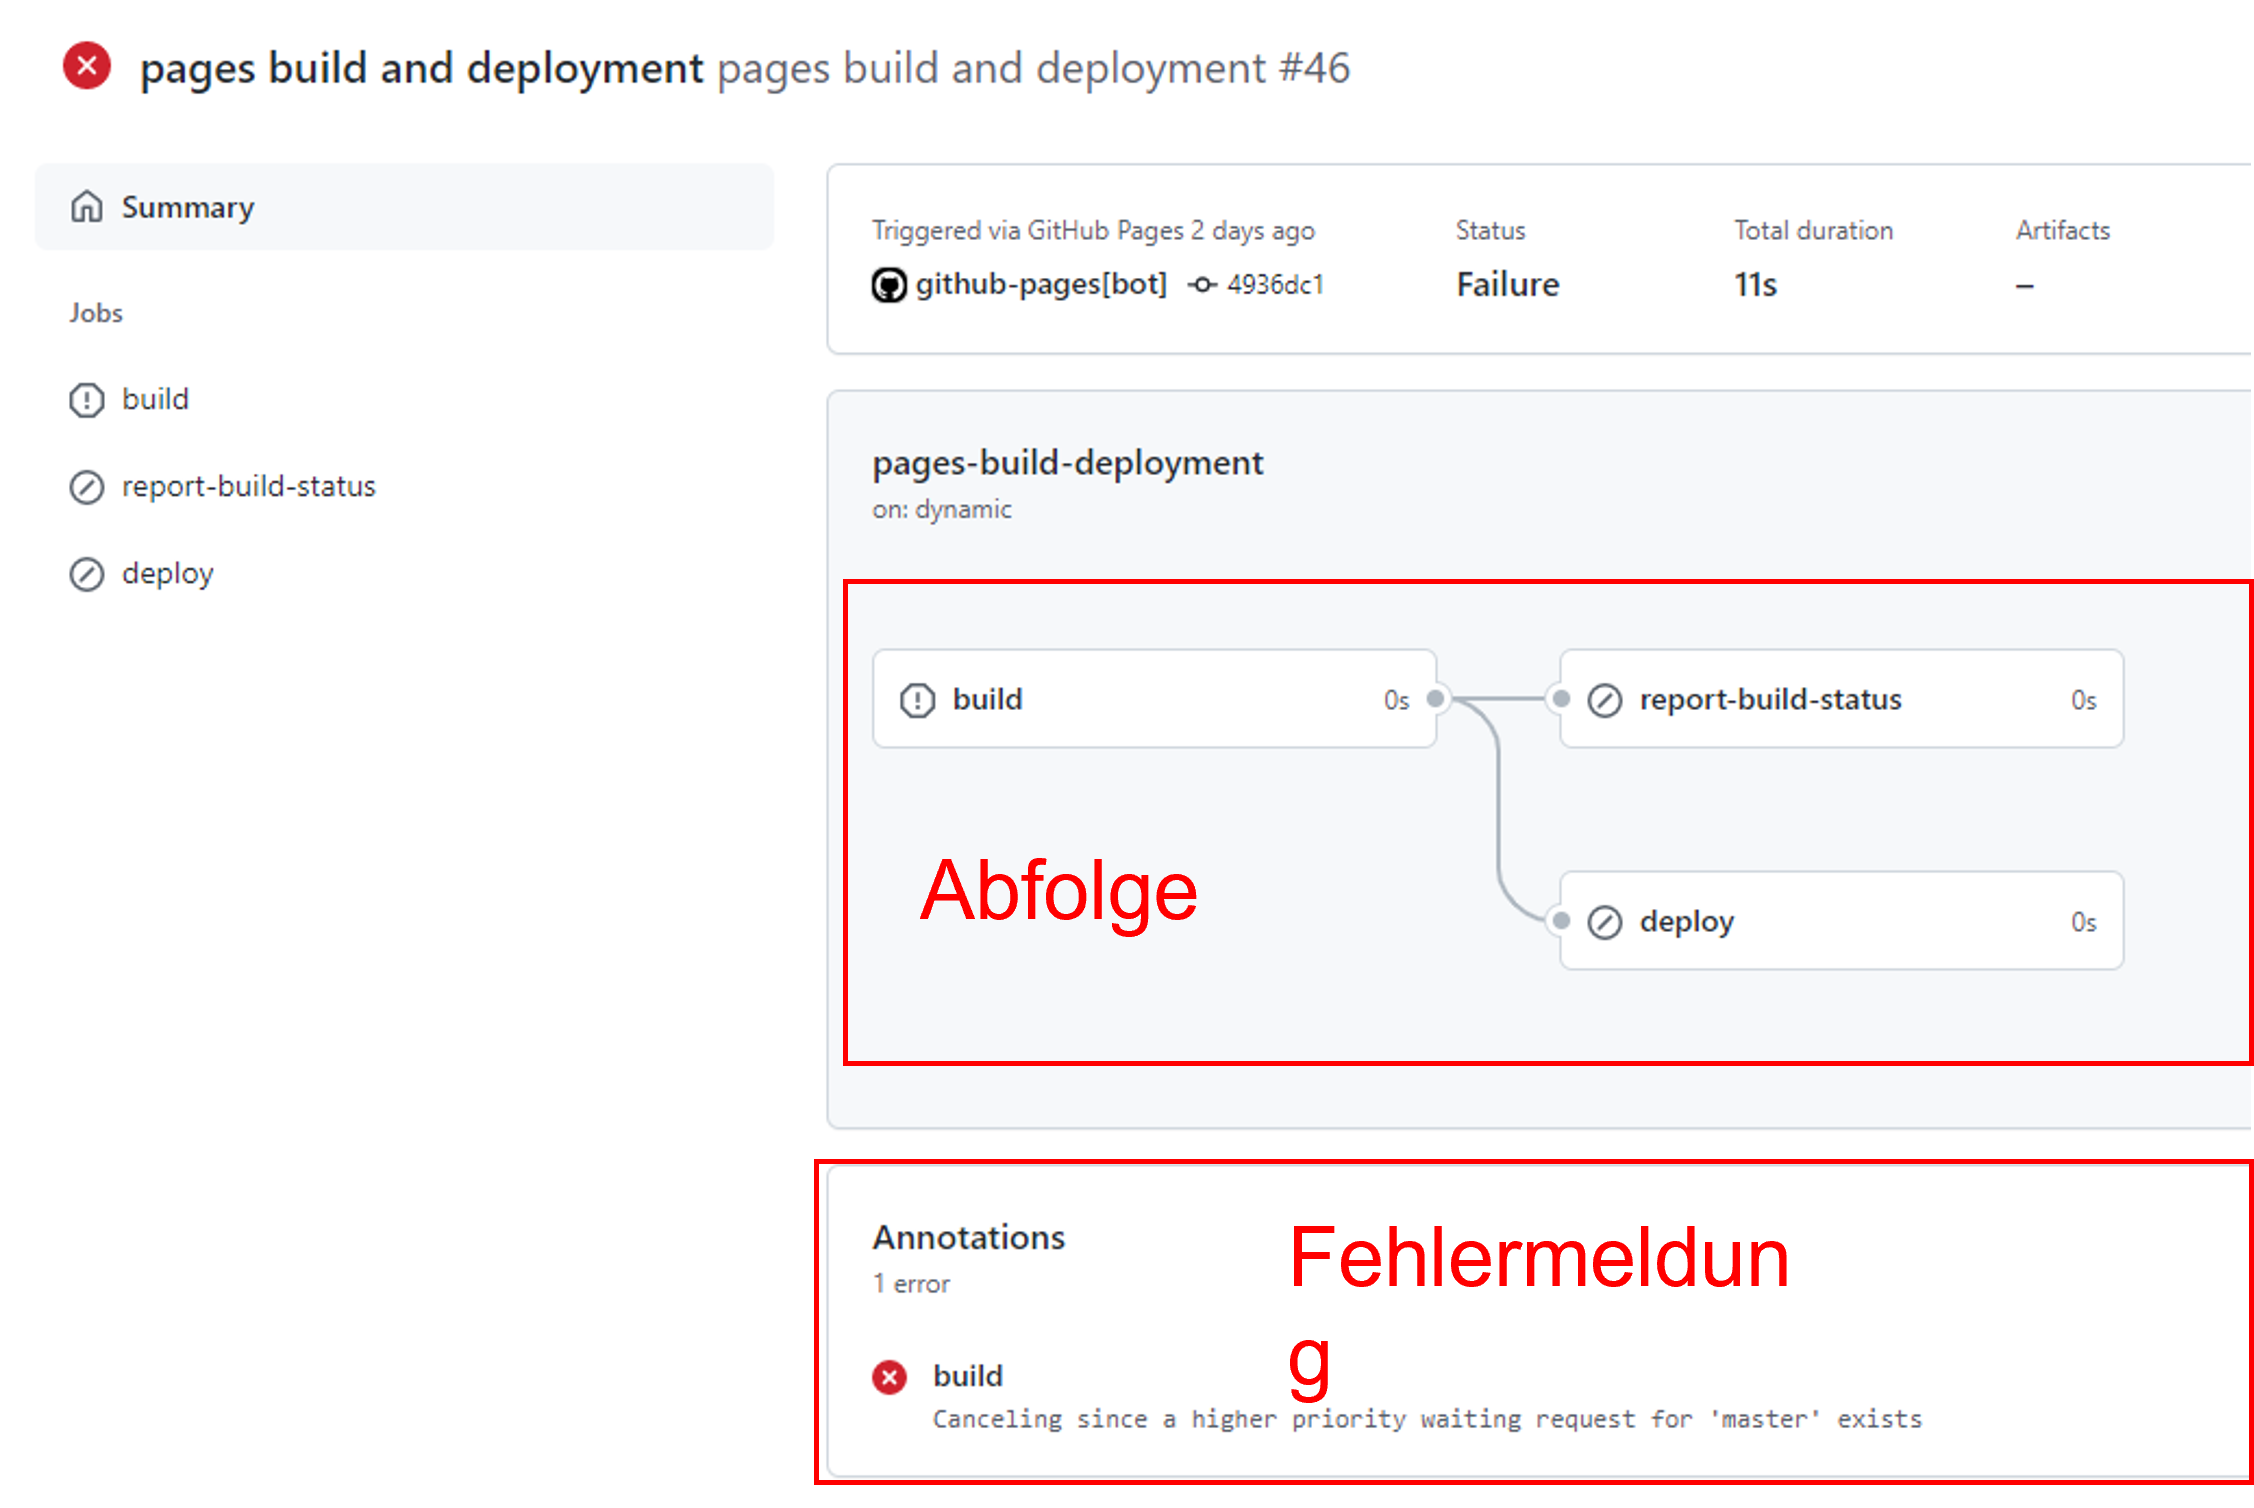 pages build and deployment pages build and deployment #46
Summary
Jobs
build
report-build-status
deploy
Triggered via GitHub Pages 2 days ago
github-pages[bot] 4936dc1
Status
Failure
Total duration
11s
Artifacts
–
pages-build-deployment
on: dynamic
build 0s
report-build-status 0s
Abfolge
deploy 0s
Annotations
1 error
Fehlermeldun
g
build
Canceling since a higher priority waiting request for 'master' exists